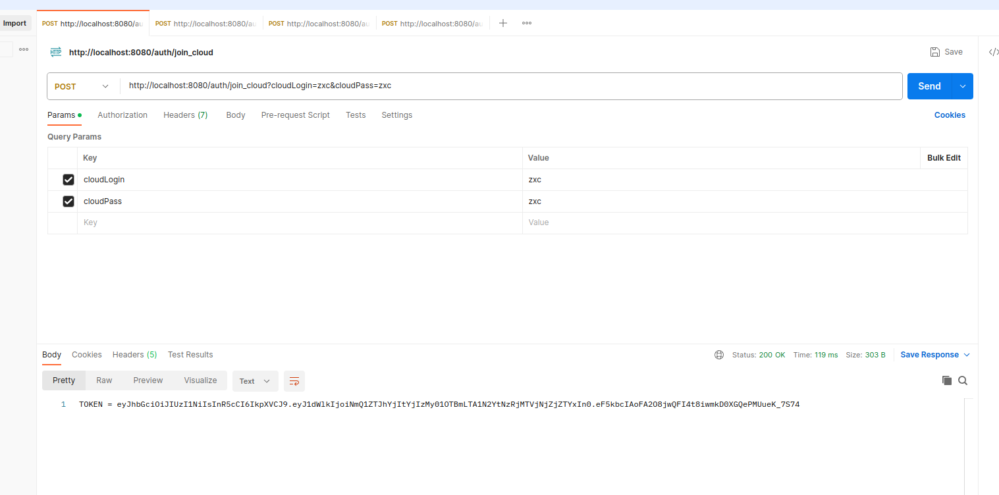 Import
POST http://localhost:8080/au
POST http://localhost:8080/au
POST http://localhost:8080/au
POST http://localhost:8080/au
HTTP http://localhost:8080/auth/join_cloud
Save
POST http://localhost:8080/auth/join_cloud?cloudLogin=zxc&cloudPass=zxc
Send
Params Authorization Headers (7) Body Pre-request Script Tests Settings Cookies
Query Params
Key Value Bulk Edit
cloudLogin zxc
cloudPass zxc
Key Value
Body Cookies Headers (5) Test Results Status: 200 OK Time: 119 ms Size: 303 B Save Response
Pretty Raw Preview Visualize Text
1 TOKEN = eyJhbGciOiJIUzI1NiIsInR5cCI6IkpXVCJ9.eyJ1dWlkIjoiNmQ1ZTJhYjItYjIzMy01OTBmLTA1N2YtNzRjMTVjNjZjZTYxIn0.eF5kbcIAoFA2O8jwQFI4t8iwmkD0XGQePMUueK_7S74